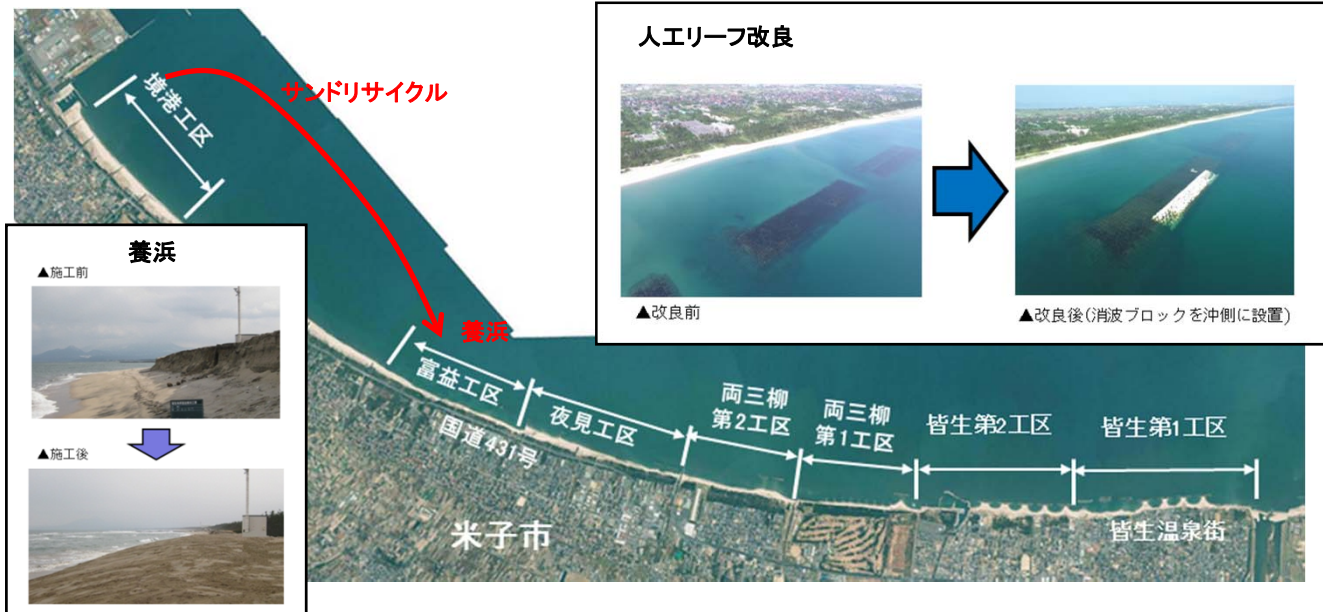 人工リーフ改良
▲改良前
▲改良後(消波ブロックを沖側に設置)
サンドリサイクル
境港工区
養浜
▲施工前
▲施工後
養浜
富益工区
夜見工区
両三柳
第2工区
両三柳
第1工区
皆生第2工区
皆生第1工区
国道431号
米子市
皆生温泉街